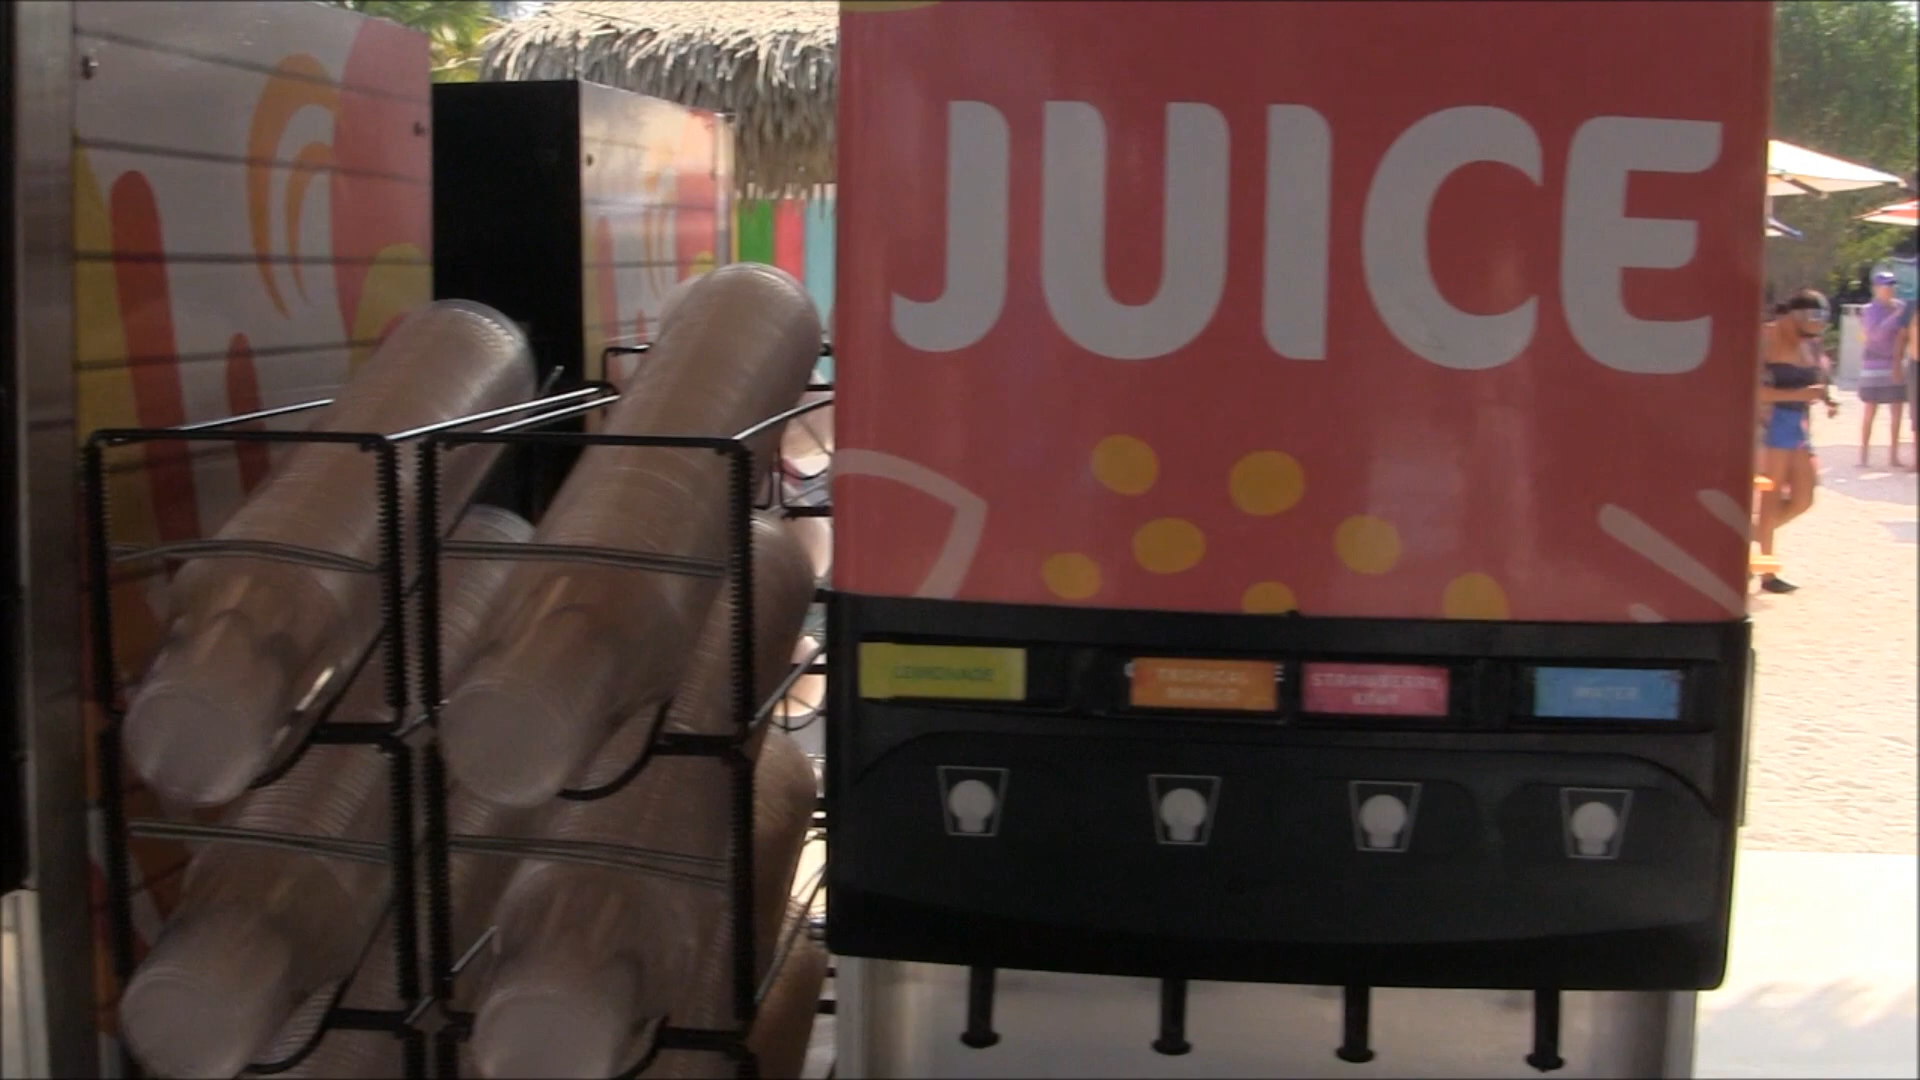 JUICE
LEMONADE
TROPICAL
MANGO
STRAWBERRY
KIWI
WATER